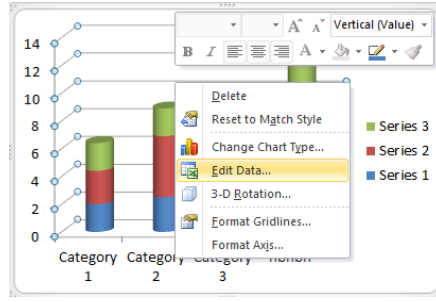 Vertical (Value)
A A
B I A
14
12
10
8
6
4
2
0
Delete
Reset to Match Style
Change Chart Type...
Edit Data...
3-D Rotation...
Format Gridlines...
Format Axis...
Series 3
Series 2
Series 1
Category Category Category
1 2 3